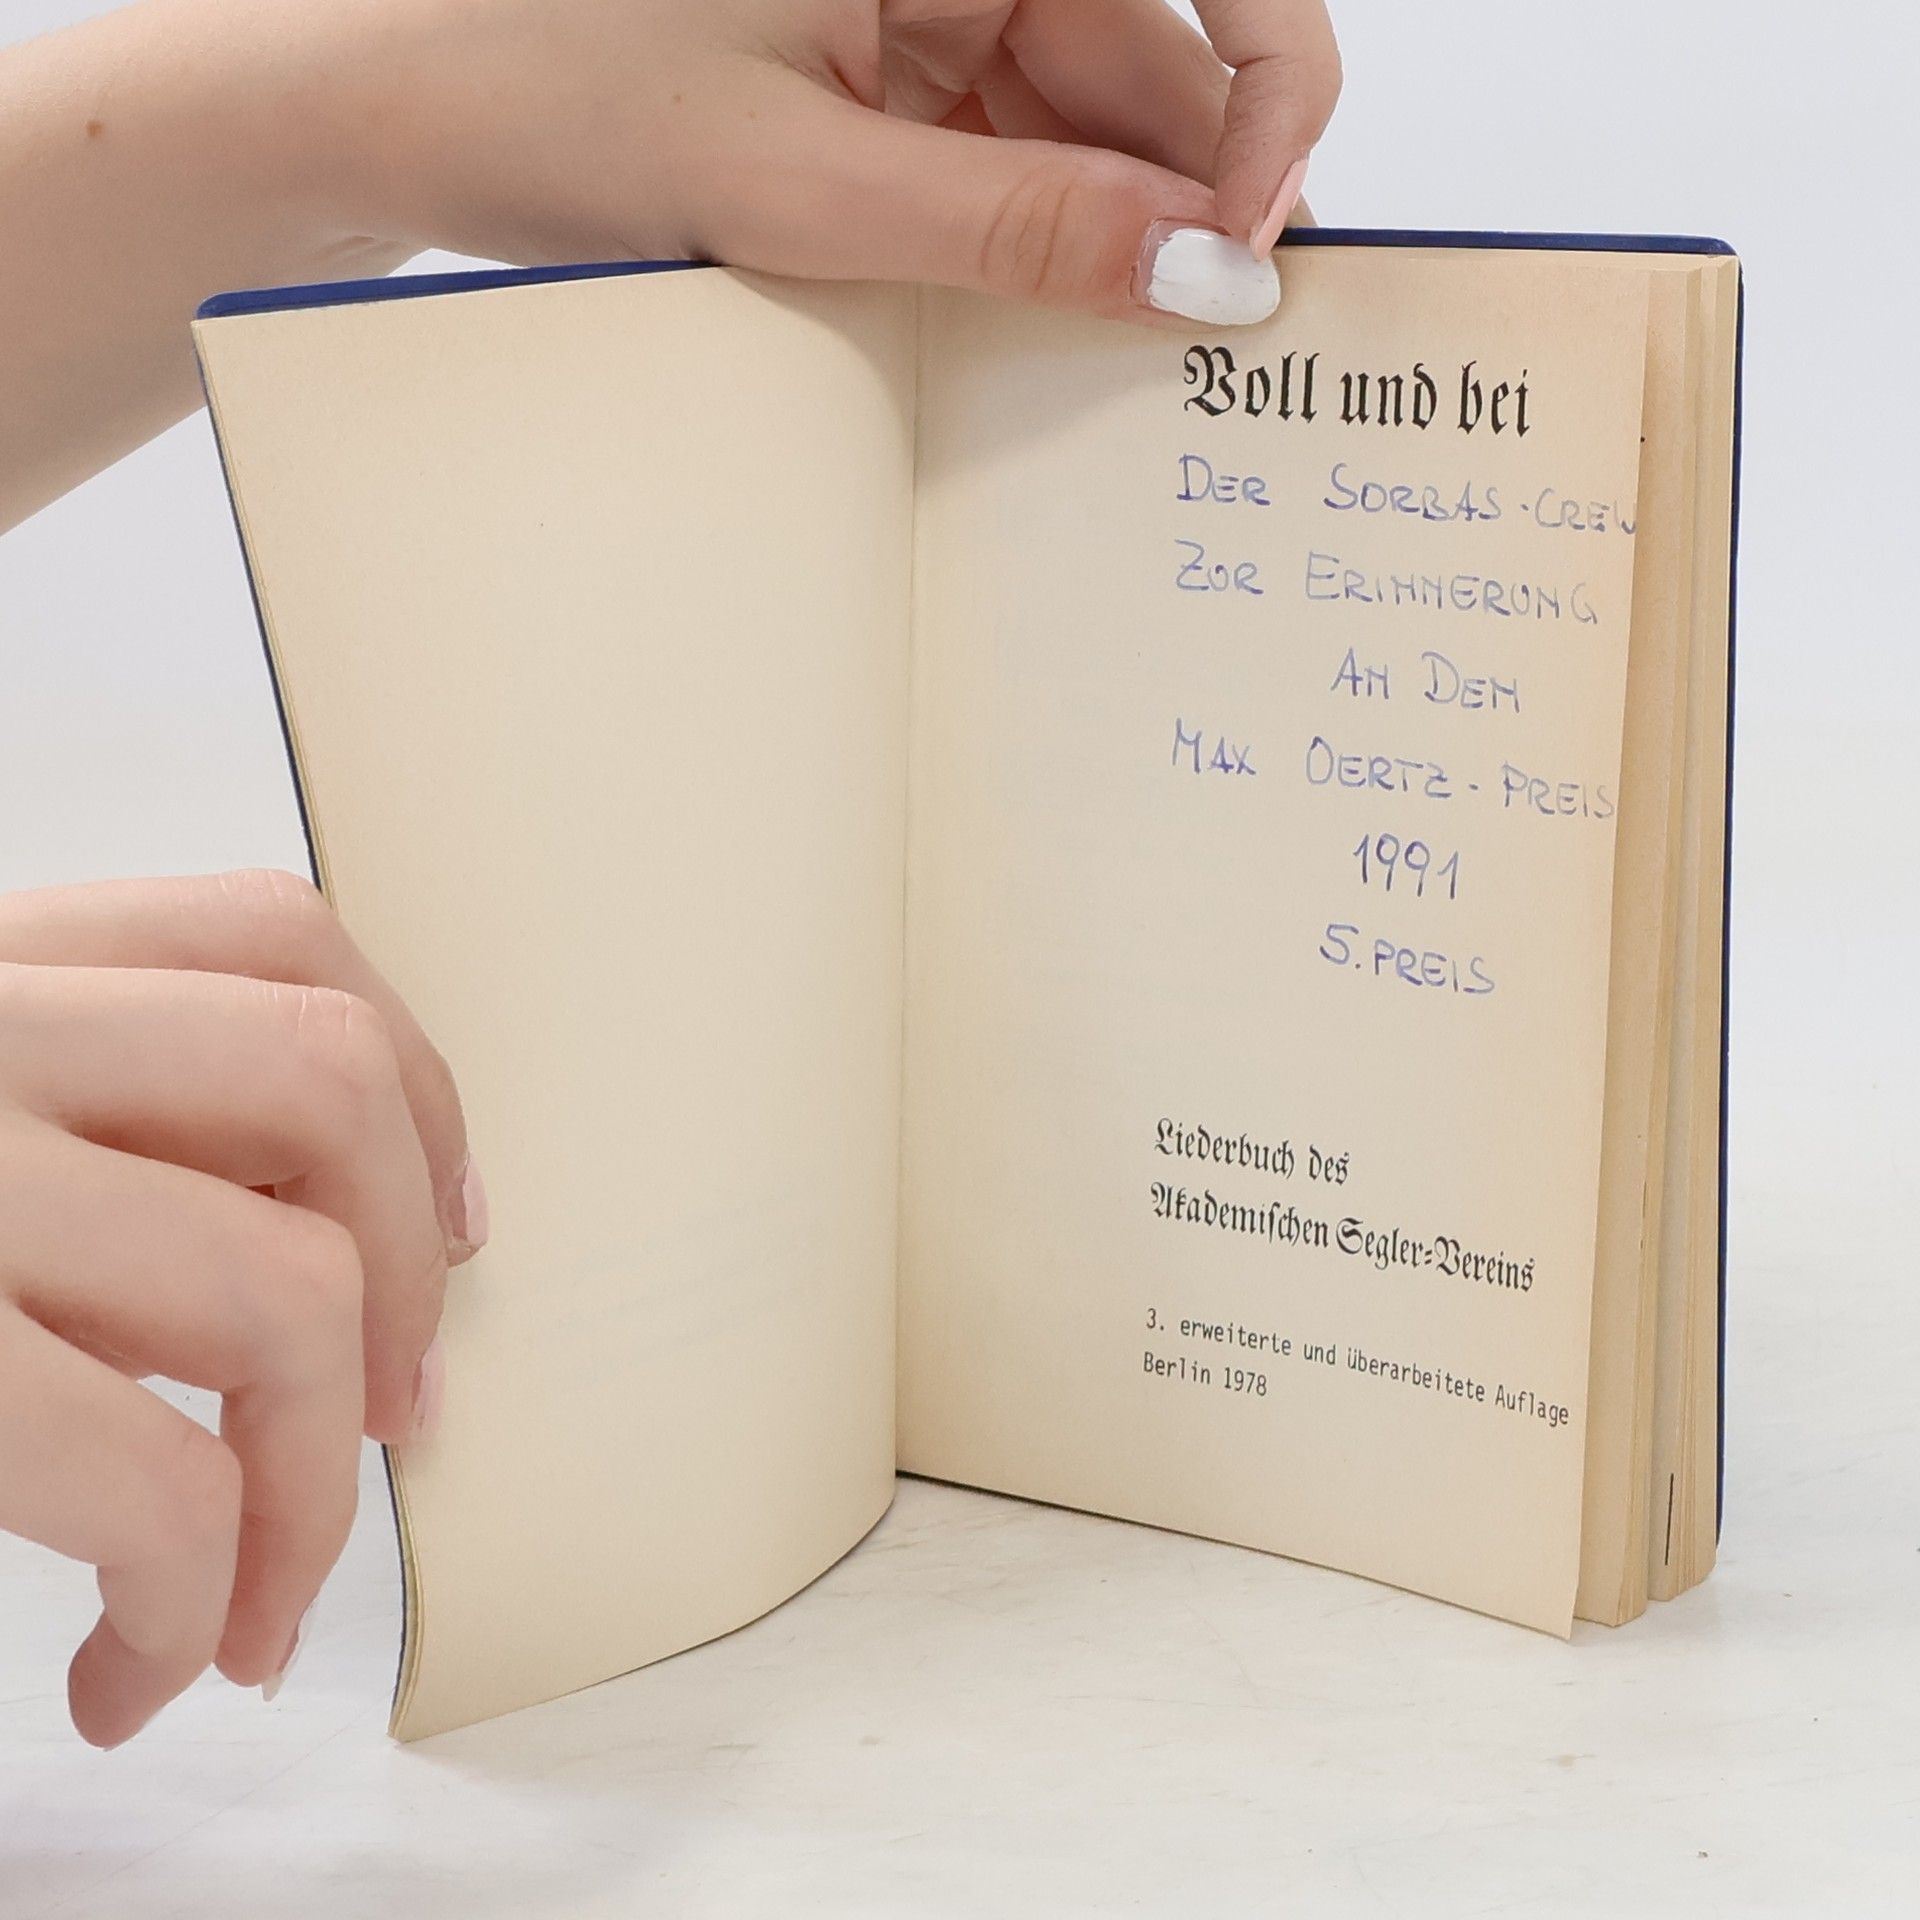 Voll und bei
DER SORBAS-CREW
ZUR ERINNERUNG
AN DEN
MAX OERTZ-PREIS
1991
5. PREIS
Liederbuch des
Akademischen Segler-Vereins
3. erweiterte und überarbeitete Auflage
Berlin 1978